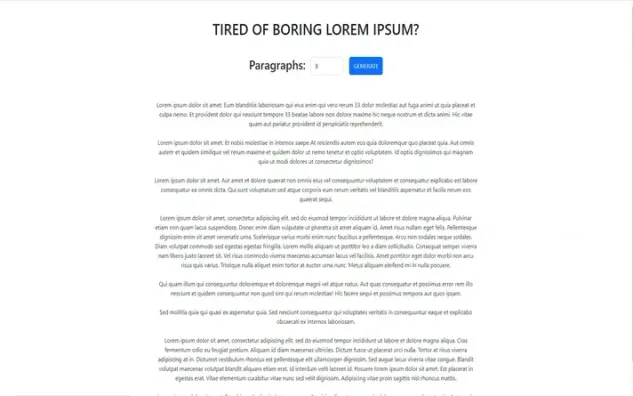 TIRED OF BORING LOREM IPSUM?
Paragraphs: 8 GENERATE
Lorem ipsum dolor sit amet. Eum blanditiis laboriosam qui eius enim qui vero rerum 33 dolor molestias aut fuga animi ut quia placeat et
culpa nemo. Et provident dolor qui nesciunt tempore 33 beatae labore non dolore maxime hic neque nostrum et dicta animi. Hic vitae
quam aut pariatur provident id perspiciatis reprehenderit.
Lorem ipsum dolor sit amet. Et nobis molestiae in internos saepe At reiciendis autem eos quia doloremque quo placeat quia. Aut omnis
autem et quidem similique vel rerum maxime et quidem dolor ut nemo tenetur et optio voluptatem. Id optio dignissimos qui magnam
quia ut modi dolores ut consectetur dignissimos?
Lorem ipsum dolor sit amet. Aut amet et dolore quaerat non omnis eius vel consequuntur voluptatem et consequatur explicabo est labore
consequatur ex omnis dicta. Qui sunt voluptatum sed atque corporis eum rerum veritatis vel blanditiis aspernatur et facilis rerum eos
quaerat sequi.
Lorem ipsum dolor sit amet, consectetur adipiscing elit, sed do eiusmod tempor incididunt ut labore et dolore magna aliqua. Pulvinar
etiam non quam lacus suspendisse. Donec enim diam vulputate ut pharetra sit amet aliquam id. Amet risus nullam eget felis. Pellentesque
dignissim enim sit amet venenatis urna. Scelerisque varius morbi enim nunc faucibus a pellentesque. Arcu non sodales neque sodales.
Diam volutpat commodo sed egestas egestas fringilla. Lorem mollis aliquam ut porttitor leo a diam sollicitudin. Consequat semper viverra
nam libero justo laoreet sit. Vel risus commodo viverra maecenas accumsan lacus vel facilisis. Amet porttitor eget dolor morbi non arcu
risus quis varius. Tristique nulla aliquet enim tortor at auctor urna nunc. Metus aliquam eleifend mi in nulla posuere.
Qui quam illum qui consequuntur doloremque et doloremque magni vel atque natus. Aut quas consequatur et possimus error rem illo
nesciunt et quidem consequuntur non quod sint qui rerum molestiae! Hic facere sequi et possimus tempora aut quos ipsam.
Sed mollitia quia qui quasi ex aspernatur quia. Sed nesciunt consequuntur qui voluptates veritatis in consequuntur eaque et explicabo
obcaecati ex internos laboriosam.
Lorem ipsum dolor sit amet, consectetur adipiscing elit, sed do eiusmod tempor incididunt ut labore et dolore magna aliqua. Cras
fermentum odio eu feugiat pretium. Aliquam id diam maecenas ultricies. Dictum fusce ut placerat orci nulla. Tortor at risus viverra
adipiscing at in. Dictumst vestibulum rhoncus est pellentesque elit ullamcorper dignissim. Sed augue lacus viverra vitae congue. Blandit
volutpat maecenas volutpat blandit aliquam etiam erat. Id interdum velit laoreet id. Posuere lorem ipsum dolor sit amet. Est placerat in
egestas erat. Vitae elementum curabitur vitae nunc sed velit dignissim. Adipiscing vitae proin sagittis nisl rhoncus mattis.